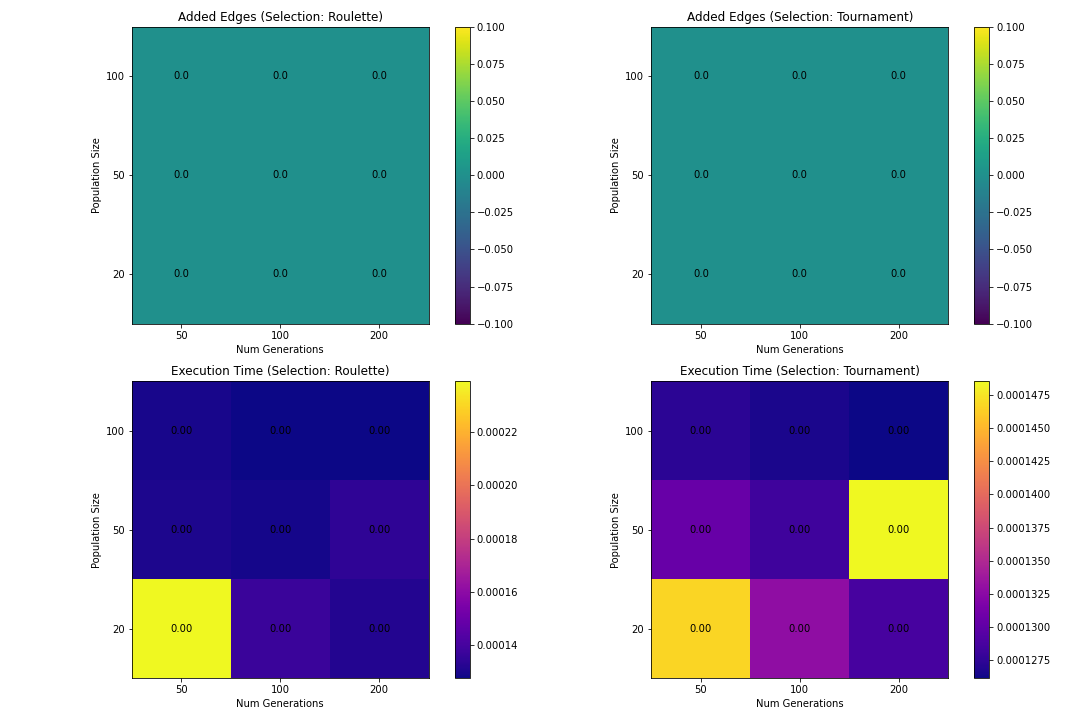 Added Edges (Selection: Roulette)
Population Size
100
50
20
0.0 0.0 0.0
0.0 0.0 0.0
0.0 0.0 0.0
50 100 200
Num Generations
0.100
0.075
0.050
0.025
0.000
−0.025
−0.050
−0.075
−0.100
Added Edges (Selection: Tournament)
Population Size
100
50
20
0.0 0.0 0.0
0.0 0.0 0.0
0.0 0.0 0.0
50 100 200
Num Generations
0.100
0.075
0.050
0.025
0.000
−0.025
−0.050
−0.075
−0.100
Execution Time (Selection: Roulette)
Population Size
100
50
20
0.00 0.00 0.00
0.00 0.00 0.00
0.00 0.00 0.00
50 100 200
Num Generations
0.00022
0.00020
0.00018
0.00016
0.00014
Execution Time (Selection: Tournament)
Population Size
100
50
20
0.00 0.00 0.00
0.00 0.00 0.00
0.00 0.00 0.00
50 100 200
Num Generations
0.0001475
0.0001450
0.0001425
0.0001400
0.0001375
0.0001350
0.0001325
0.0001300
0.0001275